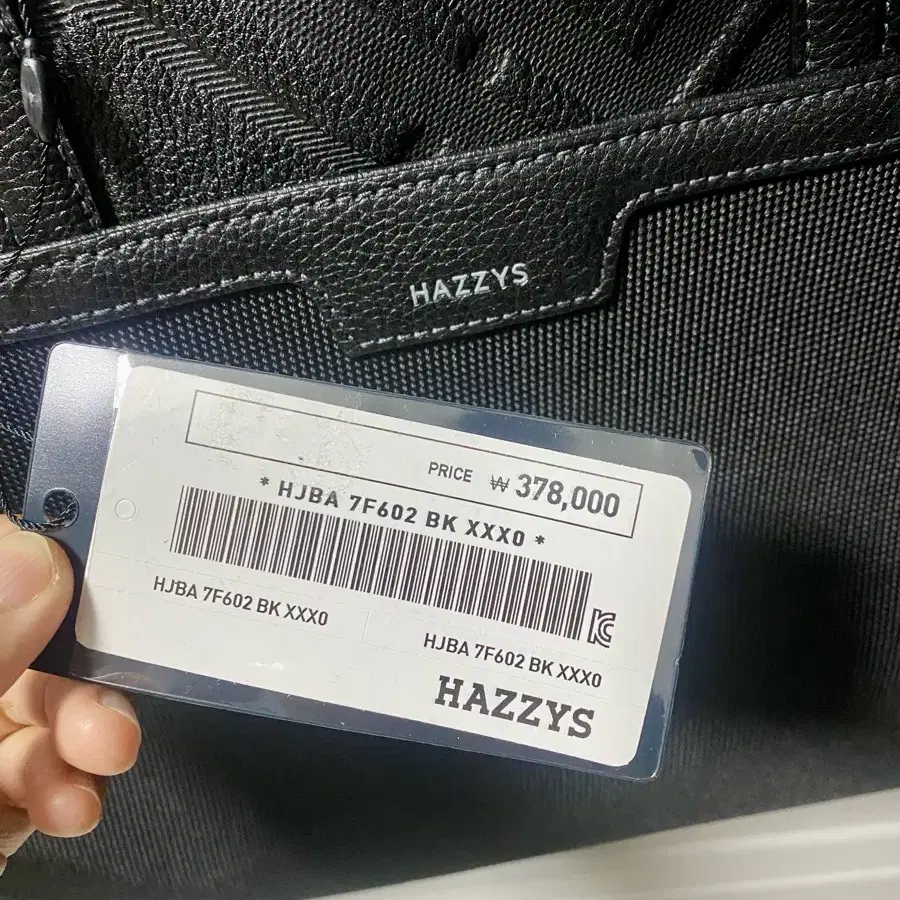 HAZZYS
PRICE ₩ 378,000
* HJBA 7F602 BK XXX0 *
HJBA 7F602 BK XXX0
HJBA 7F602 BK XXX0
HAZZYS